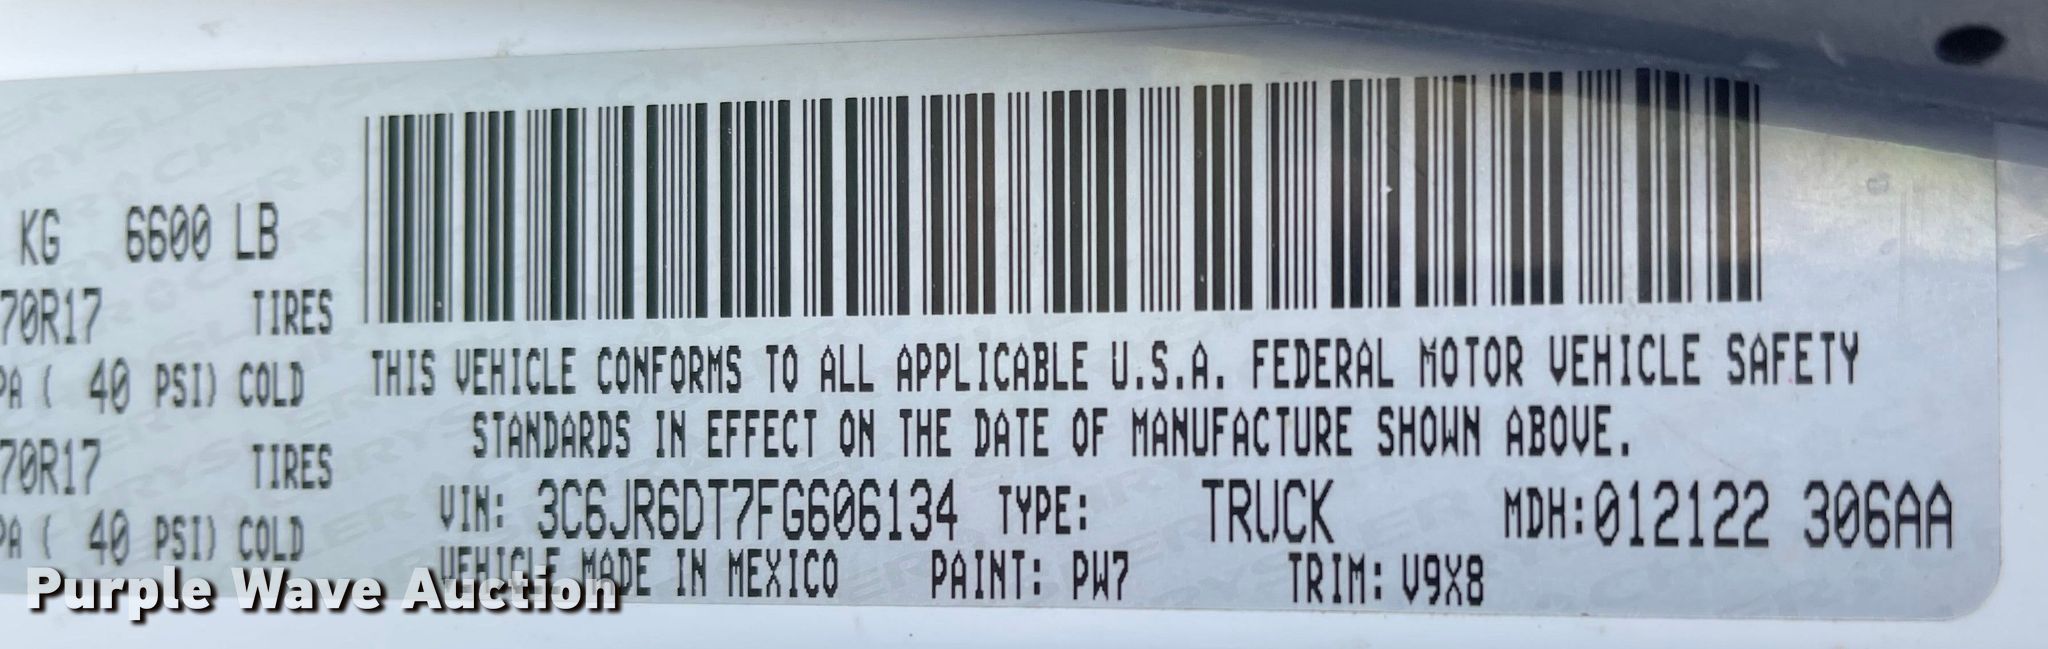 KG 6600 LB
70R17 TIRES
PA ( 40 PSI) COLD
70R17 TIRES
PA ( 40 PSI) COLD
THIS VEHICLE CONFORMS TO ALL APPLICABLE U.S.A. FEDERAL MOTOR VEHICLE SAFETY
STANDARDS IN EFFECT ON THE DATE OF MANUFACTURE SHOWN ABOVE.
VIN: 3C6JR6DT7FG606134 TYPE: TRUCK MDH:012122 306AA
VEHICLE MADE IN MEXICO PAINT: PW7 TRIM: V9X8
Purple Wave Auction